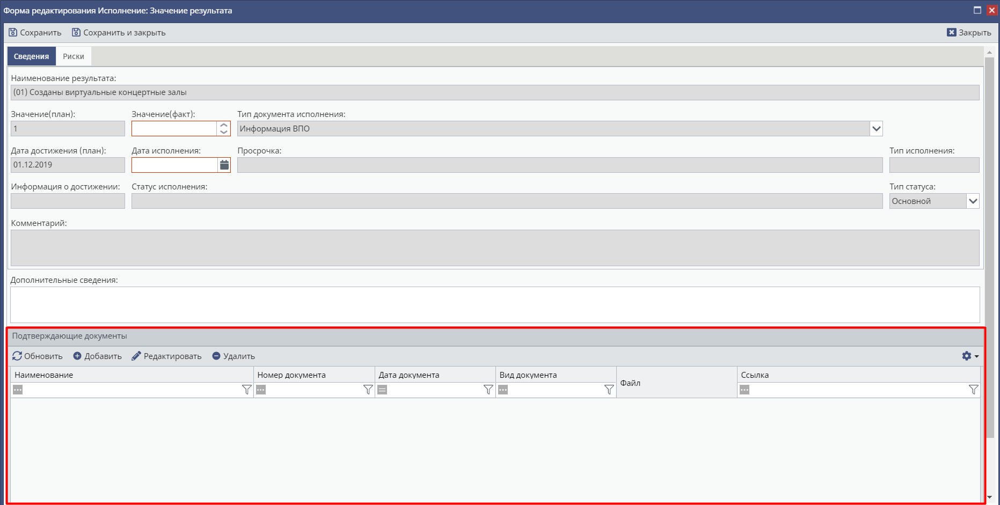 Форма редактирования Исполнение: Значение результата
Сохранить Сохранить и закрыть Закрыть
Сведения Риски
Наименование результата:
(01) Созданы виртуальные концертные залы
Значение(план): Значение(факт): Тип документа исполнения:
1 Информация ВПО
Дата достижения (план): Дата исполнения: Просрочка: Тип исполнения:
01.12.2019
Информация о достижении: Статус исполнения: Тип статуса:
Основной
Комментарий:
Дополнительные сведения:
Подтверждающие документы
Обновить Добавить Редактировать Удалить
Наименование Номер документа Дата документа Вид документа Файл Ссылка